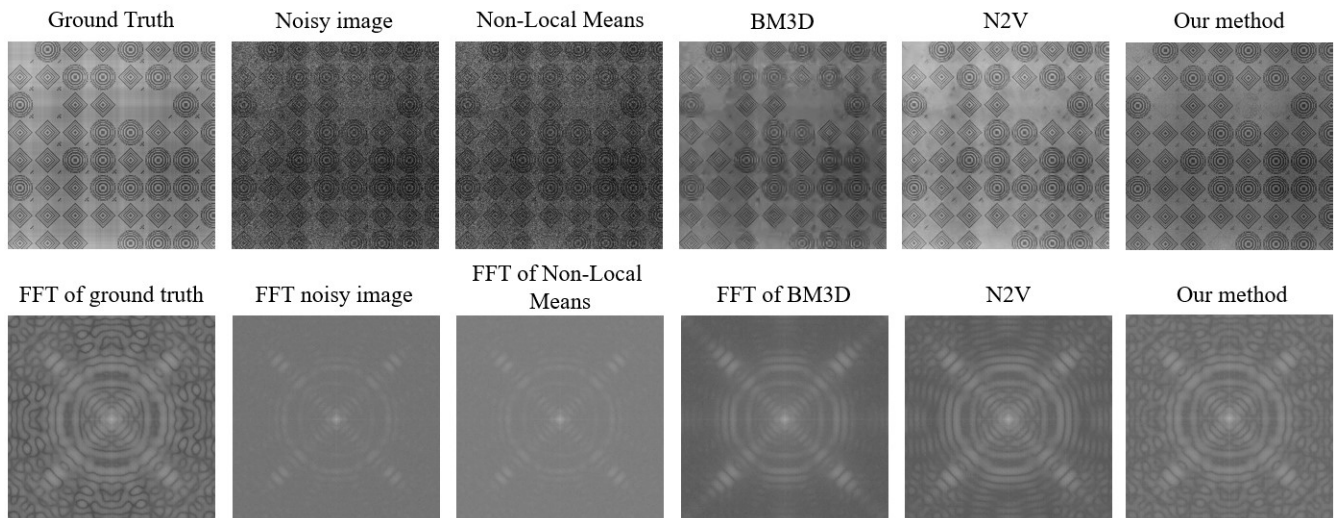 Ground Truth
Noisy image
Non-Local Means
BM3D
N2V
Our method
FFT of ground truth
FFT noisy image
FFT of Non-Local
Means
FFT of BM3D
N2V
Our method